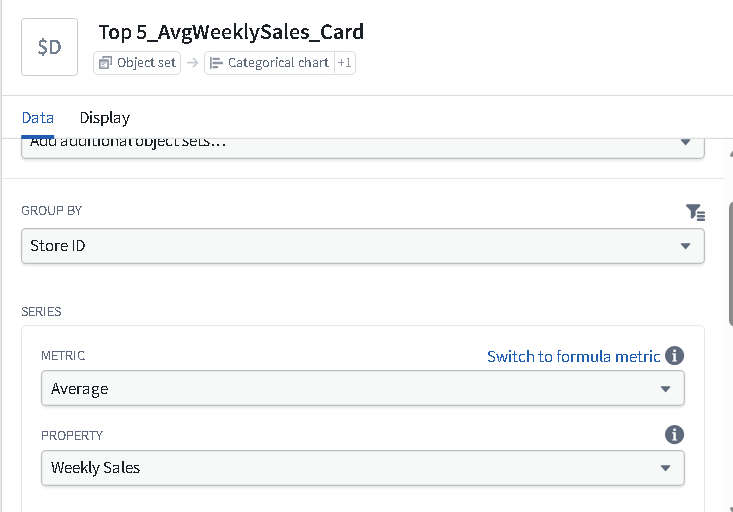 $D
Top 5_AvgWeeklySales_Card
Object set → Categorical chart +1
Data Display
Add additional object sets...
GROUP BY
Store ID
SERIES
METRIC Switch to formula metric
Average
PROPERTY
Weekly Sales